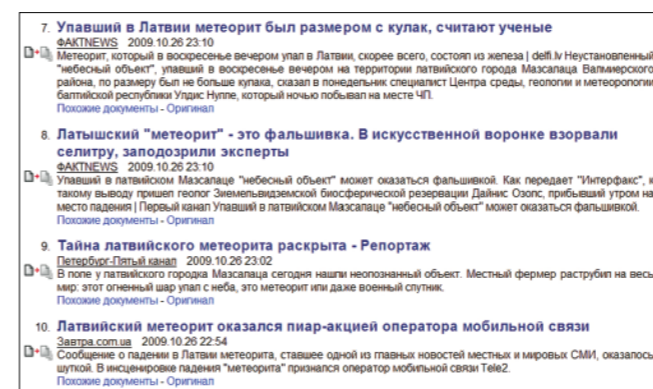 7. Упавший в Латвии метеорит был размером с кулак, считают ученые
ФАКТNEWS 2009.10.26 23:10
Метеорит, который в воскресенье вечером упал в Латвии, скорее всего, состоял из железа | delfi.lv Неустановленный
"небесный объект", упавший в воскресенье вечером на территории латвийского города Мазсалаца Валмиерского
района, по размеру был не больше кулака, сказал в понедельник специалист Центра среды, геологии и метеорологии
балтийской республики Улдис Нулле, который ночью побывал на месте ЧП.
Похожие документы - Оригинал
8. Латышский "метеорит" - это фальшивка. В искусственной воронке взорвали
селитру, заподозрили эксперты
ФАКТNEWS 2009.10.26 23:10
Упавший в латвийском Мазсалаце "небесный объект" может оказаться фальшивкой. Как передает "Интерфакс", к
такому выводу пришел геолог Зиемельвидземской биосферической резервации Дайнис Озолс, прибывший утром на
место падения | Первый канал Упавший в латвийском Мазсалаце "небесный объект" может оказаться фальшивкой.
Похожие документы - Оригинал
9. Тайна латвийского метеорита раскрыта - Репортаж
Петербург-Пятый канал 2009.10.26 23:02
В поле у латвийского городка Мазсалаца сегодня нашли неопознанный объект. Местный фермер раструбил на весь
мир: этот огненный шар упал с неба, это метеорит или даже военный спутник.
Похожие документы - Оригинал
10. Латвийский метеорит оказался пиар-акцией оператора мобильной связи
Завтра.com.ua 2009.10.26 22:54
Сообщение о падении в Латвии метеорита, ставшее одной из главных новостей местных и мировых СМИ, оказалось
шуткой. В инсценировке падения "метеорита" признался оператор мобильной связи Tele2.
Похожие документы - Оригинал